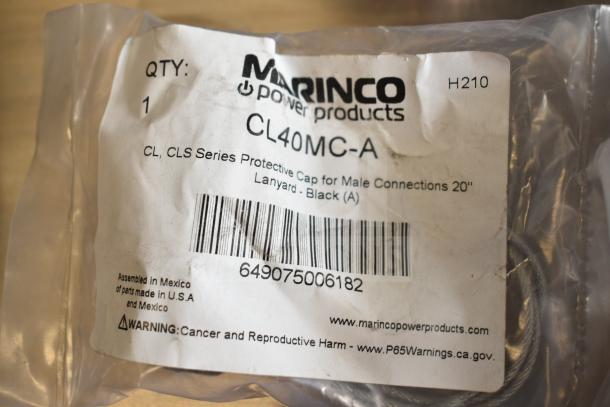 QTY:
1
MARINCO
power products
H210
CL40MC-A
CL, CLS Series Protective Cap for Male Connections 20"
Lanyard - Black (A)
649075006182
Assembled in Mexico
of parts made in U.S.A
and Mexico
www.marincopowerproducts.com
⚠WARNING: Cancer and Reproductive Harm - www.P65Warnings.ca.gov.